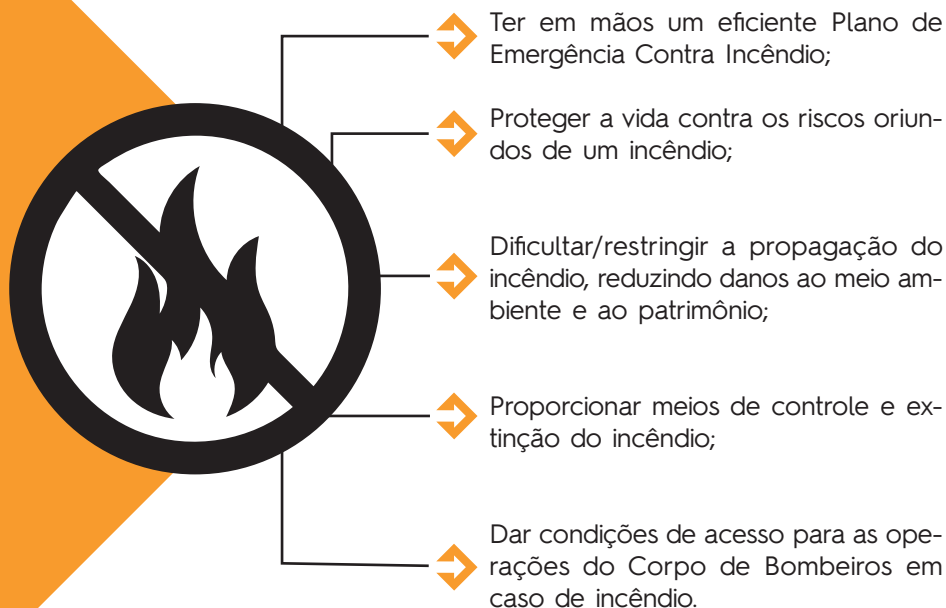 Ter em mãos um eficiente Plano de
Emergência Contra Incêndio;
Proteger a vida contra os riscos oriun-
dos de um incêndio;
Dificultar/restringir a propagação do
incêndio, reduzindo danos ao meio am-
biente e ao patrimônio;
Proporcionar meios de controle e ex-
tinção do incêndio;
Dar condições de acesso para as ope-
rações do Corpo de Bombeiros em
caso de incêndio.